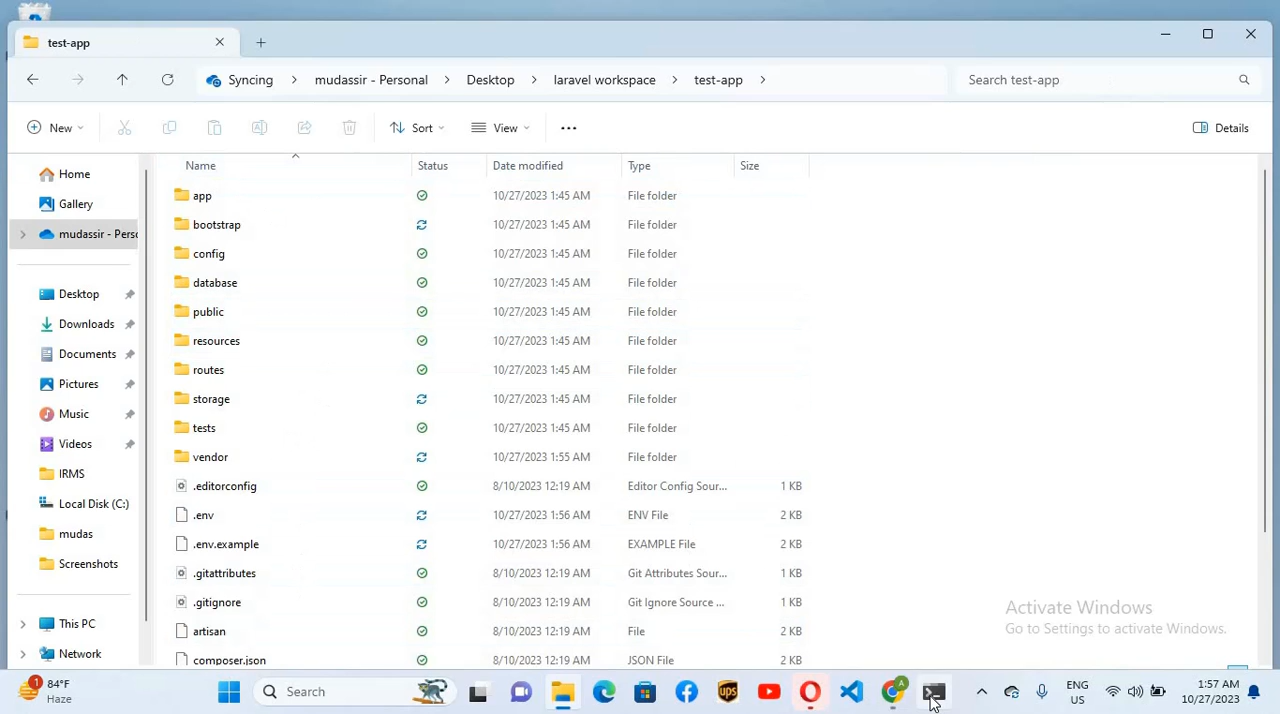 test-app
Syncing mudassir - Personal Desktop laravel workspace test-app Search test-app
New Sort View Details
Name Status Date modified Type Size
Home
Gallery
mudassir - Perso
Desktop
Downloads
Documents
Pictures
Music
Videos
IRMS
Local Disk (C:)
mudas
Screenshots
This PC
Network
app 10/27/2023 1:45 AM File folder
bootstrap 10/27/2023 1:45 AM File folder
config 10/27/2023 1:45 AM File folder
database 10/27/2023 1:45 AM File folder
public 10/27/2023 1:45 AM File folder
resources 10/27/2023 1:45 AM File folder
routes 10/27/2023 1:45 AM File folder
storage 10/27/2023 1:45 AM File folder
tests 10/27/2023 1:45 AM File folder
vendor 10/27/2023 1:55 AM File folder
.editorconfig 8/10/2023 12:19 AM Editor Config Sour... 1 KB
.env 10/27/2023 1:56 AM ENV File 2 KB
.env.example 10/27/2023 1:56 AM EXAMPLE File 2 KB
.gitattributes 8/10/2023 12:19 AM Git Attributes Sour... 1 KB
.gitignore 8/10/2023 12:19 AM Git Ignore Source ... 1 KB
artisan 8/10/2023 12:19 AM File 2 KB
composer.json 8/10/2023 12:19 AM JSON File 2 KB
Activate Windows
Go to Settings to activate Windows.
1 84°F
Haze
Search
ups
A
ENG
US
1:57 AM
10/27/2023